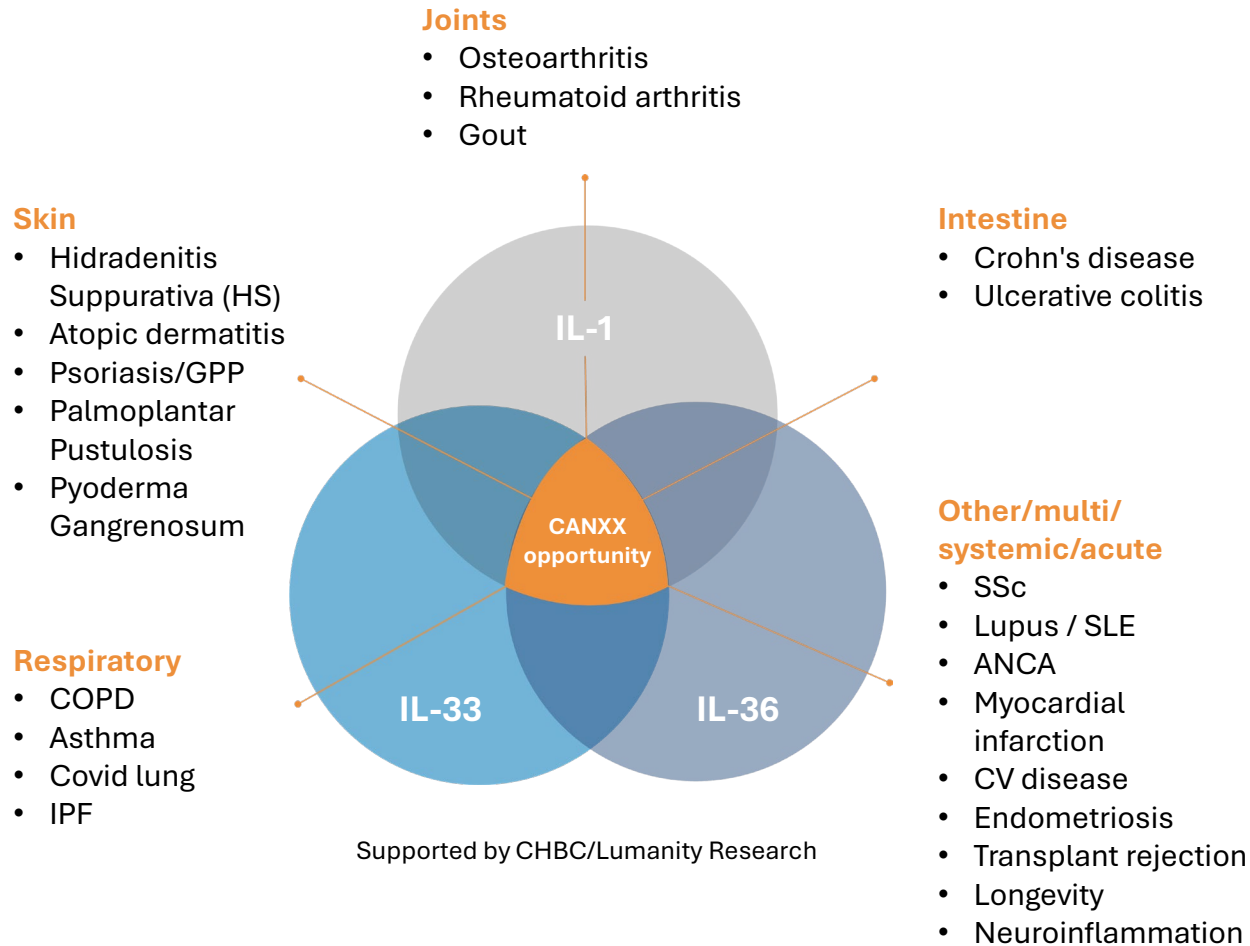 Joints
• Osteoarthritis
• Rheumatoid arthritis
• Gout
Skin
• Hidradenitis
Suppurativa (HS)
• Atopic dermatitis
• Psoriasis/GPP
• Palmoplantar
Pustulosis
• Pyoderma
Gangrenosum
Intestine
• Crohn's disease
• Ulcerative colitis
IL-1
CANXX
opportunity
IL-33
IL-36
Respiratory
• COPD
• Asthma
• Covid lung
• IPF
Other/multi/
systemic/acute
• SSc
• Lupus / SLE
• ANCA
• Myocardial
infarction
• CV disease
• Endometriosis
• Transplant rejection
• Longevity
• Neuroinflammation
Supported by CHBC/Lumanity Research